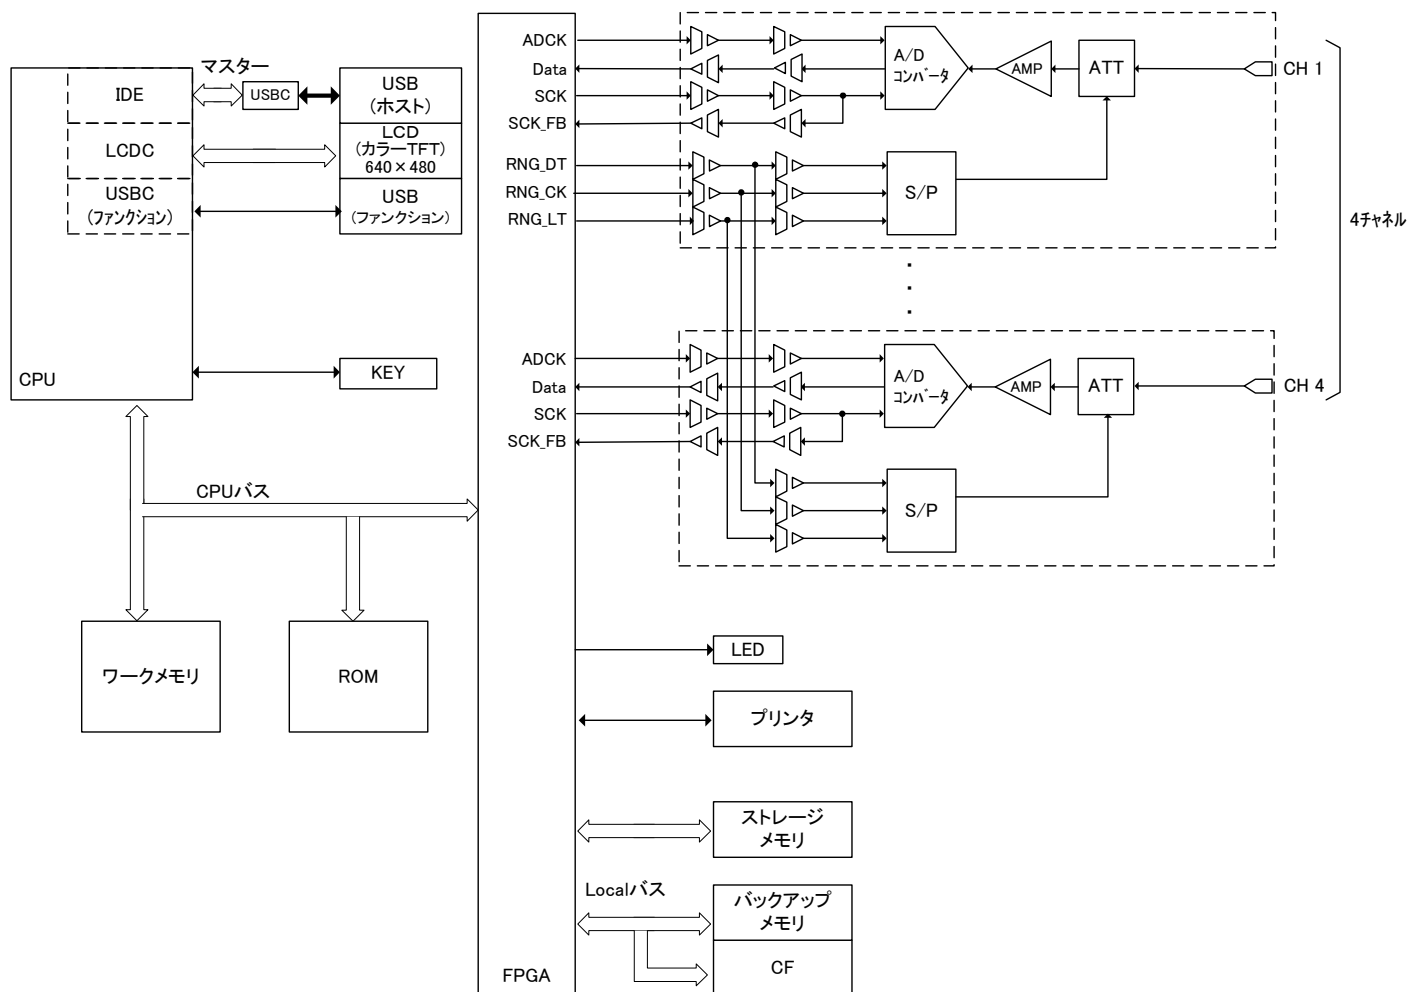 マスター
IDE
USBC
USB
(ホスト)
LCDC
LCD
(カラーTFT)
640×480
USBC
(ファンクション)
USB
(ファンクション)
CPU
KEY
CPUバス
ワークメモリ
ROM
FPGA
ADCK
Data
SCK
SCK_FB
RNG_DT
RNG_CK
RNG_LT
A/D
コンバータ
AMP
ATT
CH 1
S/P
4チャネル
ADCK
Data
SCK
SCK_FB
A/D
コンバータ
AMP
ATT
CH 4
S/P
LED
プリンタ
ストレージ
メモリ
Localバス
バックアップ
メモリ
CF